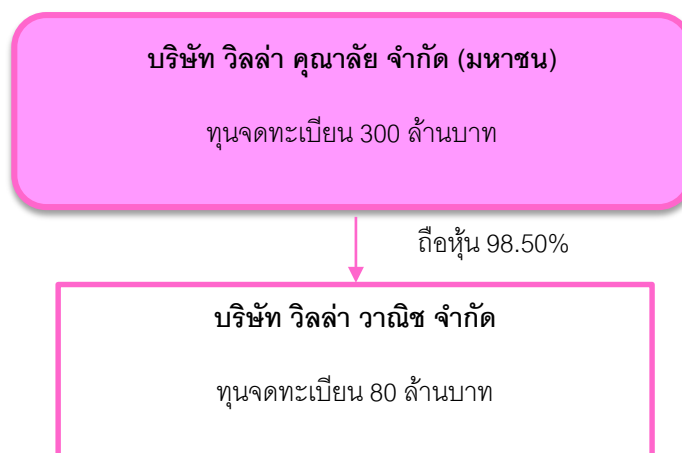 บริษัท วิลล่า คุณาลัย จำกัด (มหาชน)
ทุนจดทะเบียน 300 ล้านบาท
ถือหุ้น 98.50%
บริษัท วิลล่า วาณิช จำกัด
ทุนจดทะเบียน 80 ล้านบาท